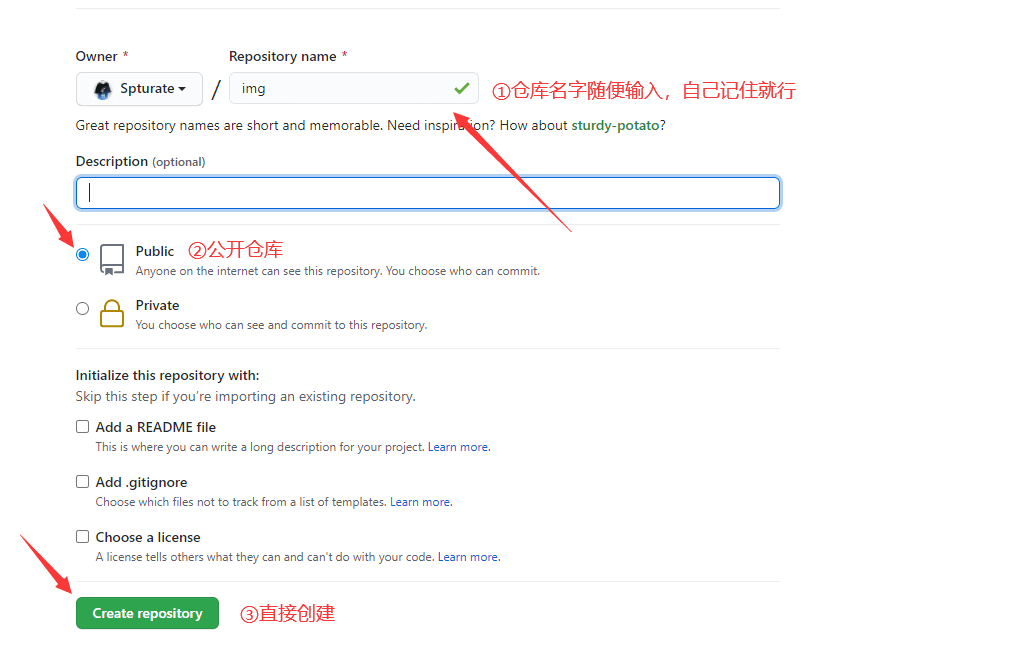 Owner *
Repository name *
Spturate
/
img
①仓库名字随便输入，自己记住就行
Great repository names are short and memorable. Need inspiration? How about sturdy-potato?
Description (optional)
Public ②公开仓库
Anyone on the internet can see this repository. You choose who can commit.
Private
You choose who can see and commit to this repository.
Initialize this repository with:
Skip this step if you're importing an existing repository.
Add a README file
This is where you can write a long description for your project. Learn more.
Add .gitignore
Choose which files not to track from a list of templates. Learn more.
Choose a license
A license tells others what they can and can't do with your code. Learn more.
Create repository ③直接创建